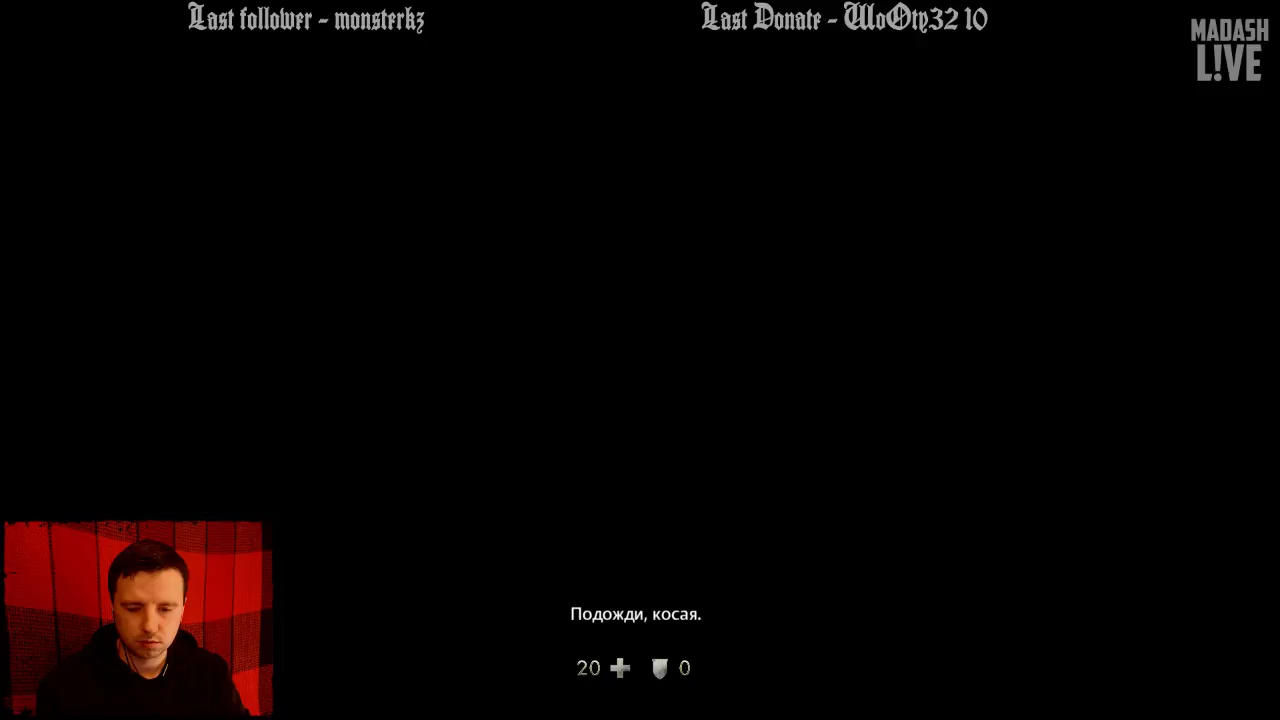 Last follower - monsterkz
Last Donate - WoOty32 10
MADASH
L!VE
Подожди, косая.
20 0